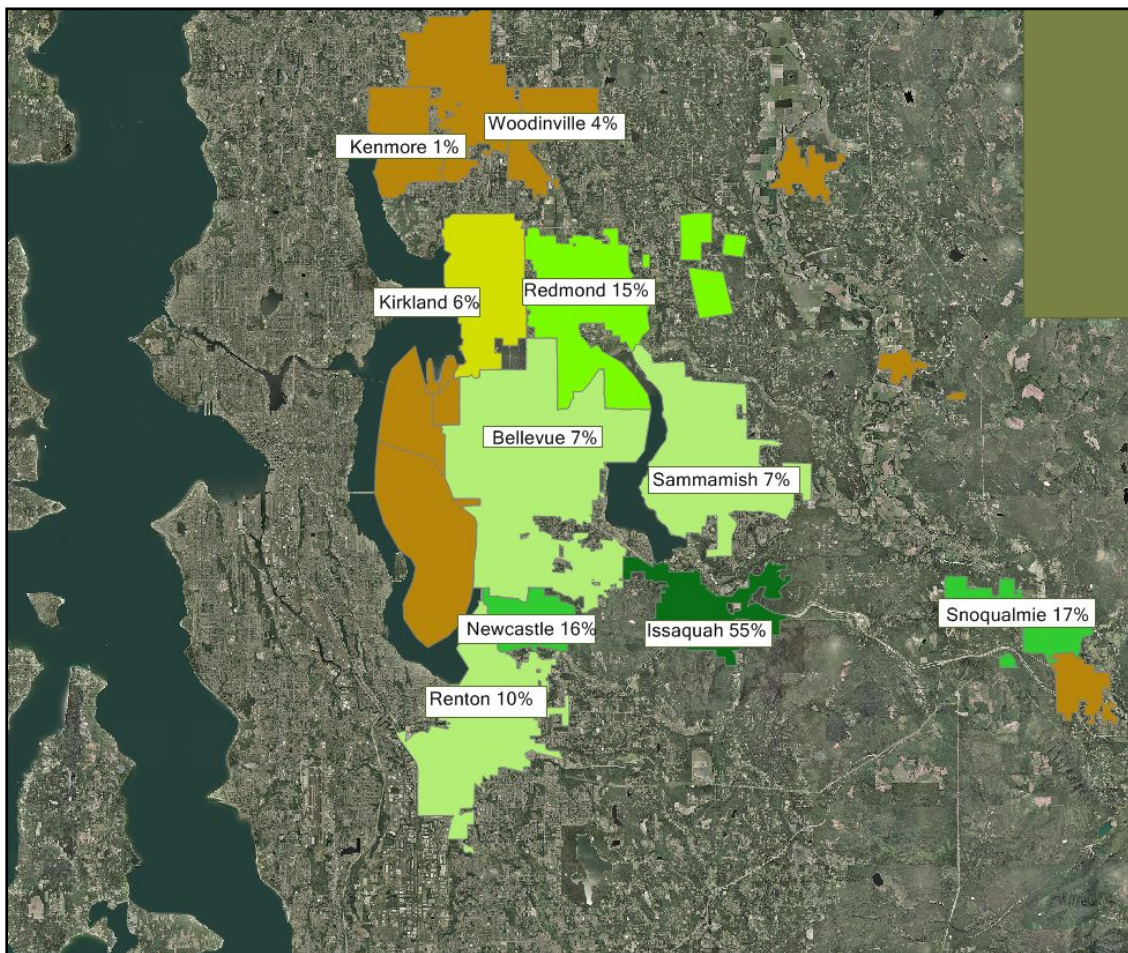 Woodinville 4%
Kenmore 1%
Kirkland 6%
Redmond 15%
Bellevue 7%
Sammamish 7%
Newcastle 16%
Issaquah 55%
Snoqualmie 17%
Renton 10%